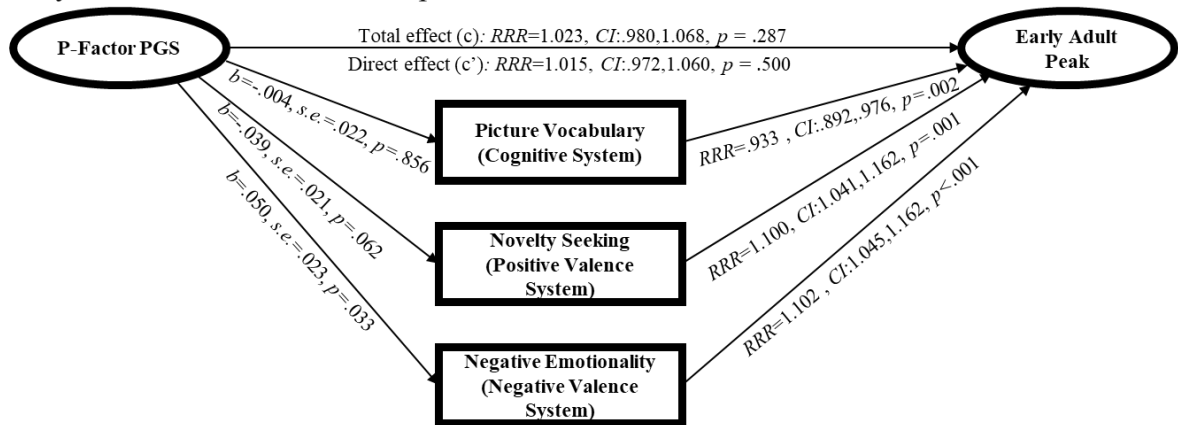 P-Factor PGS
Total effect (c): RRR=1.023, CI:.980,1.068, p = .287
Direct effect (c’): RRR=1.015, CI:.972,1.060, p = .500
Early Adult
Peak
b=-.004, s.e.=.022, p=.856
b=-.039, s.e.=.021, p=.062
b=.050, s.e.=.023, p=.033
Picture Vocabulary
(Cognitive System)
Novelty Seeking
(Positive Valence
System)
Negative Emotionality
(Negative Valence
System)
RRR=.933 , CI:.892,.976, p=.002
RRR=1.100, CI:1.041,1.162, p=.001
RRR=1.102 , CI:1.045,1.162, p<.001